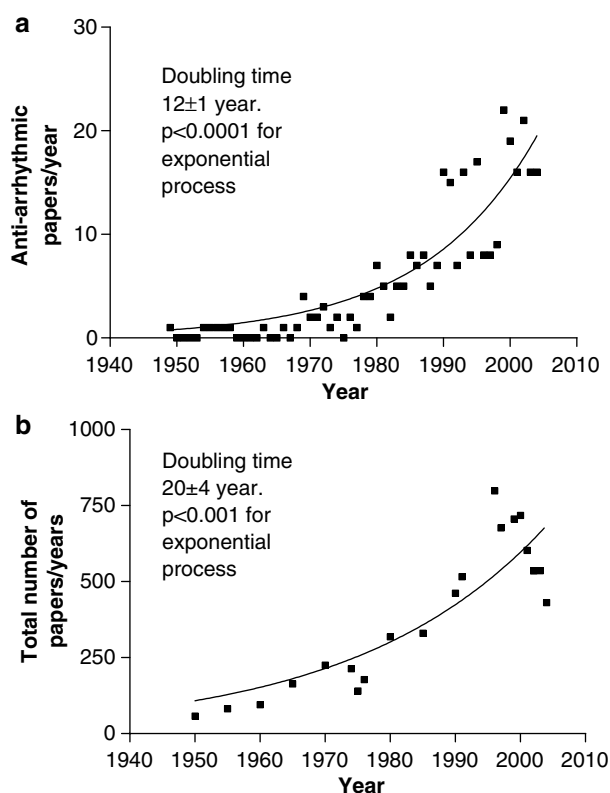 a
30
20
10
0
Anti-arrhythmic
papers/year
Doubling time
12±1 year.
p<0.0001 for
exponential
process
1940 1950 1960 1970 1980 1990 2000 2010
Year
b
1000
750
500
250
0
Total number of
papers/years
Doubling time
20±4 year.
p<0.001 for
exponential
process
1940 1950 1960 1970 1980 1990 2000 2010
Year